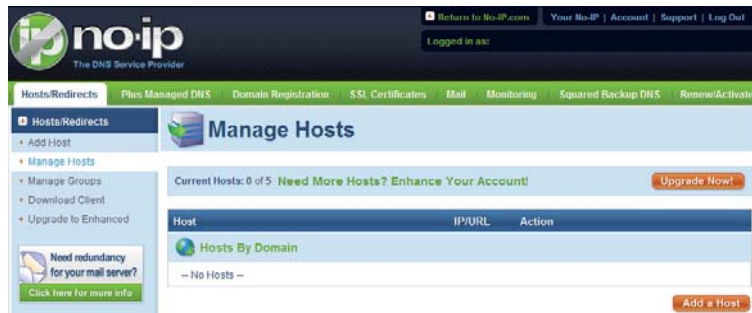 no-ip
The DNS Service Provider
Return to No-IP.com
Your No-IP | Account | Support | Log Out
Logged in as:
Hosts/Redirects Plus Managed DNS Domain Registration SSL Certificates Mail Monitoring Squared Backup DNS Renew/Activate
Hosts/Redirects
Add Host
Manage Hosts
Manage Groups
Download Client
Upgrade to Enhanced
Need redundancy
for your mail server?
Click here for more info
Manage Hosts
Current Hosts: 0 of 5 Need More Hosts? Enhance Your Account!
Upgrade Now!
Host IP/URL Action
Hosts By Domain
-- No Hosts --
Add a Host